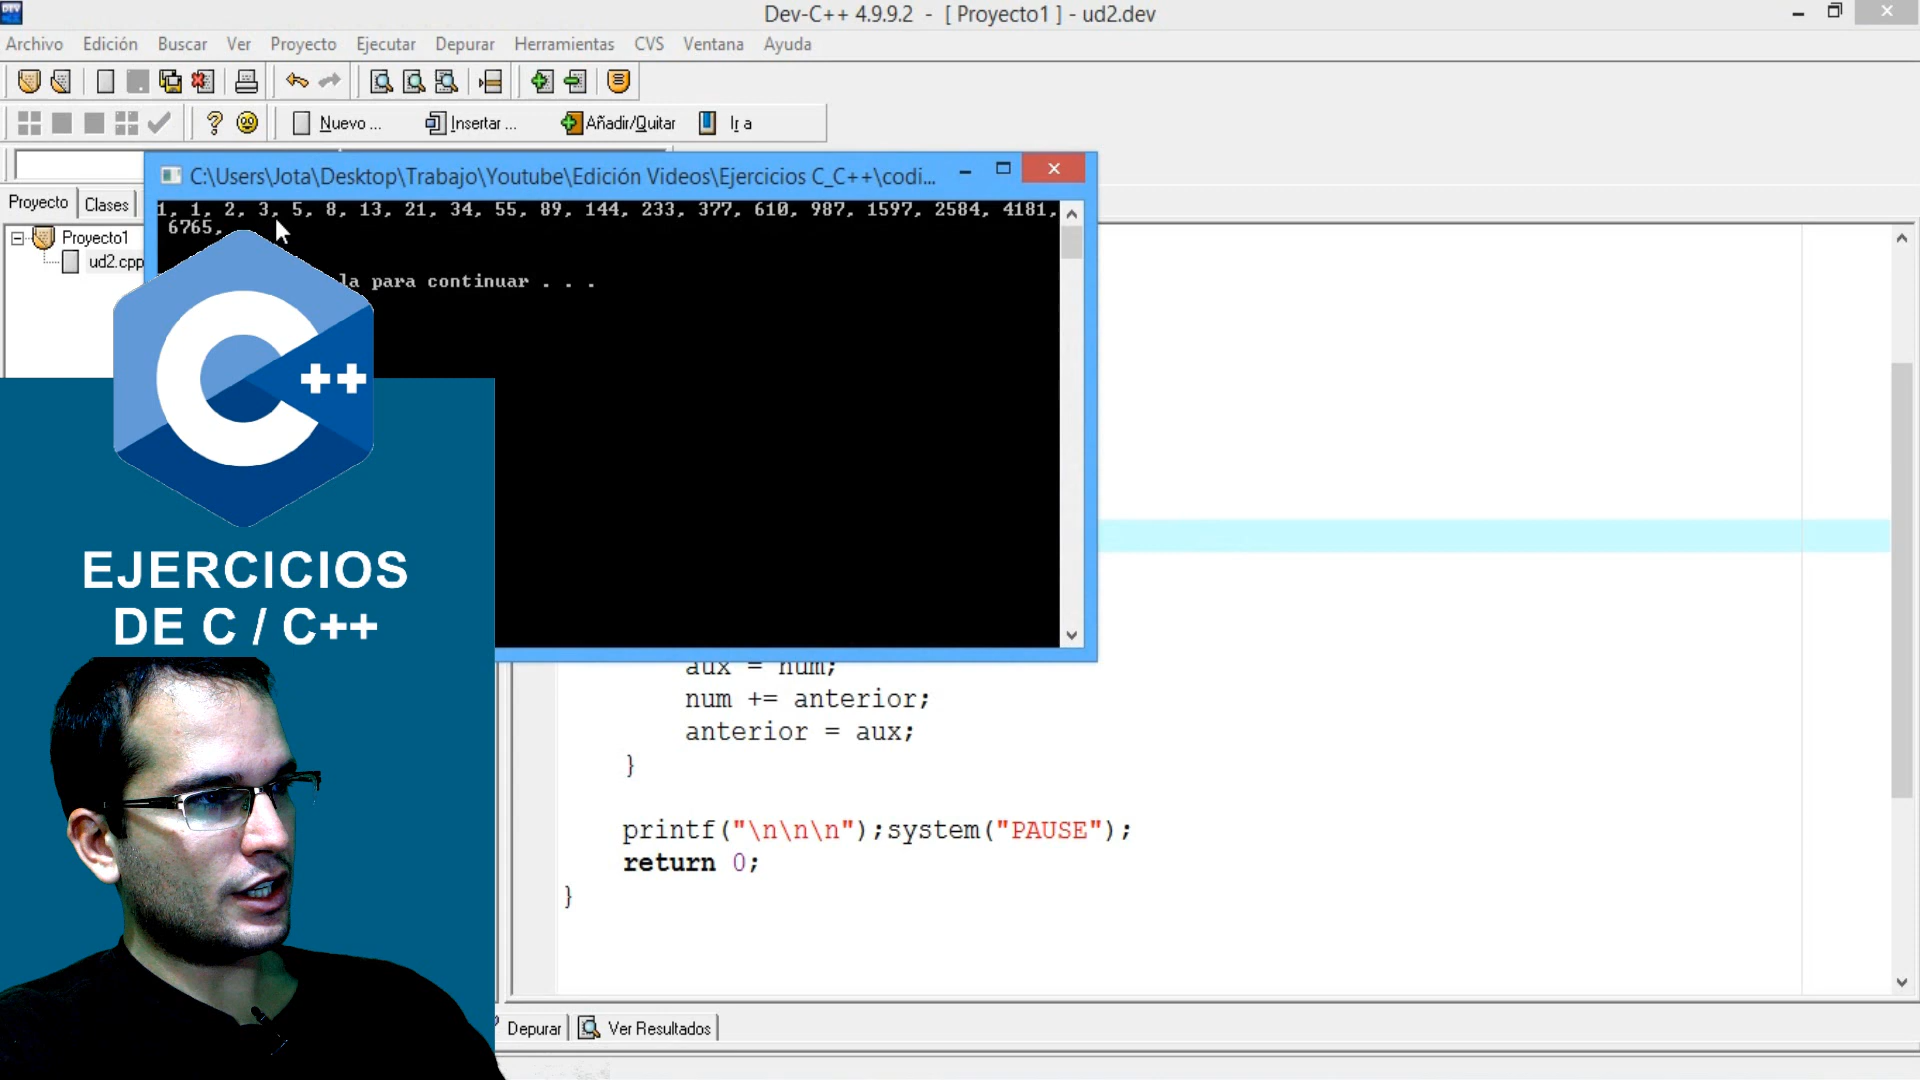 Dev-C++ 4.9.9.2 - [ Proyecto1 ] - ud2.dev
Archivo Edición Buscar Ver Proyecto Ejecutar Depurar Herramientas CVS Ventana Ayuda
Nuevo ... Insertar ... Añadir/Quitar Ir a
C:\Users\Jota\Desktop\Trabajo\Youtube\Edición Videos\Ejercicios C_C++\codi...
Proyecto Clases
1, 1, 2, 3, 5, 8, 13, 21, 34, 55, 89, 144, 233, 377, 610, 987, 1597, 2584, 4181,
6765,
Proyecto1
ud2.cpp
la para continuar . . .
C++
EJERCICIOS
DE C / C++
aux = num;
num += anterior;
anterior = aux;
}
printf("\n\n\n");system("PAUSE");
return 0;
}
Depurar Ver Resultados